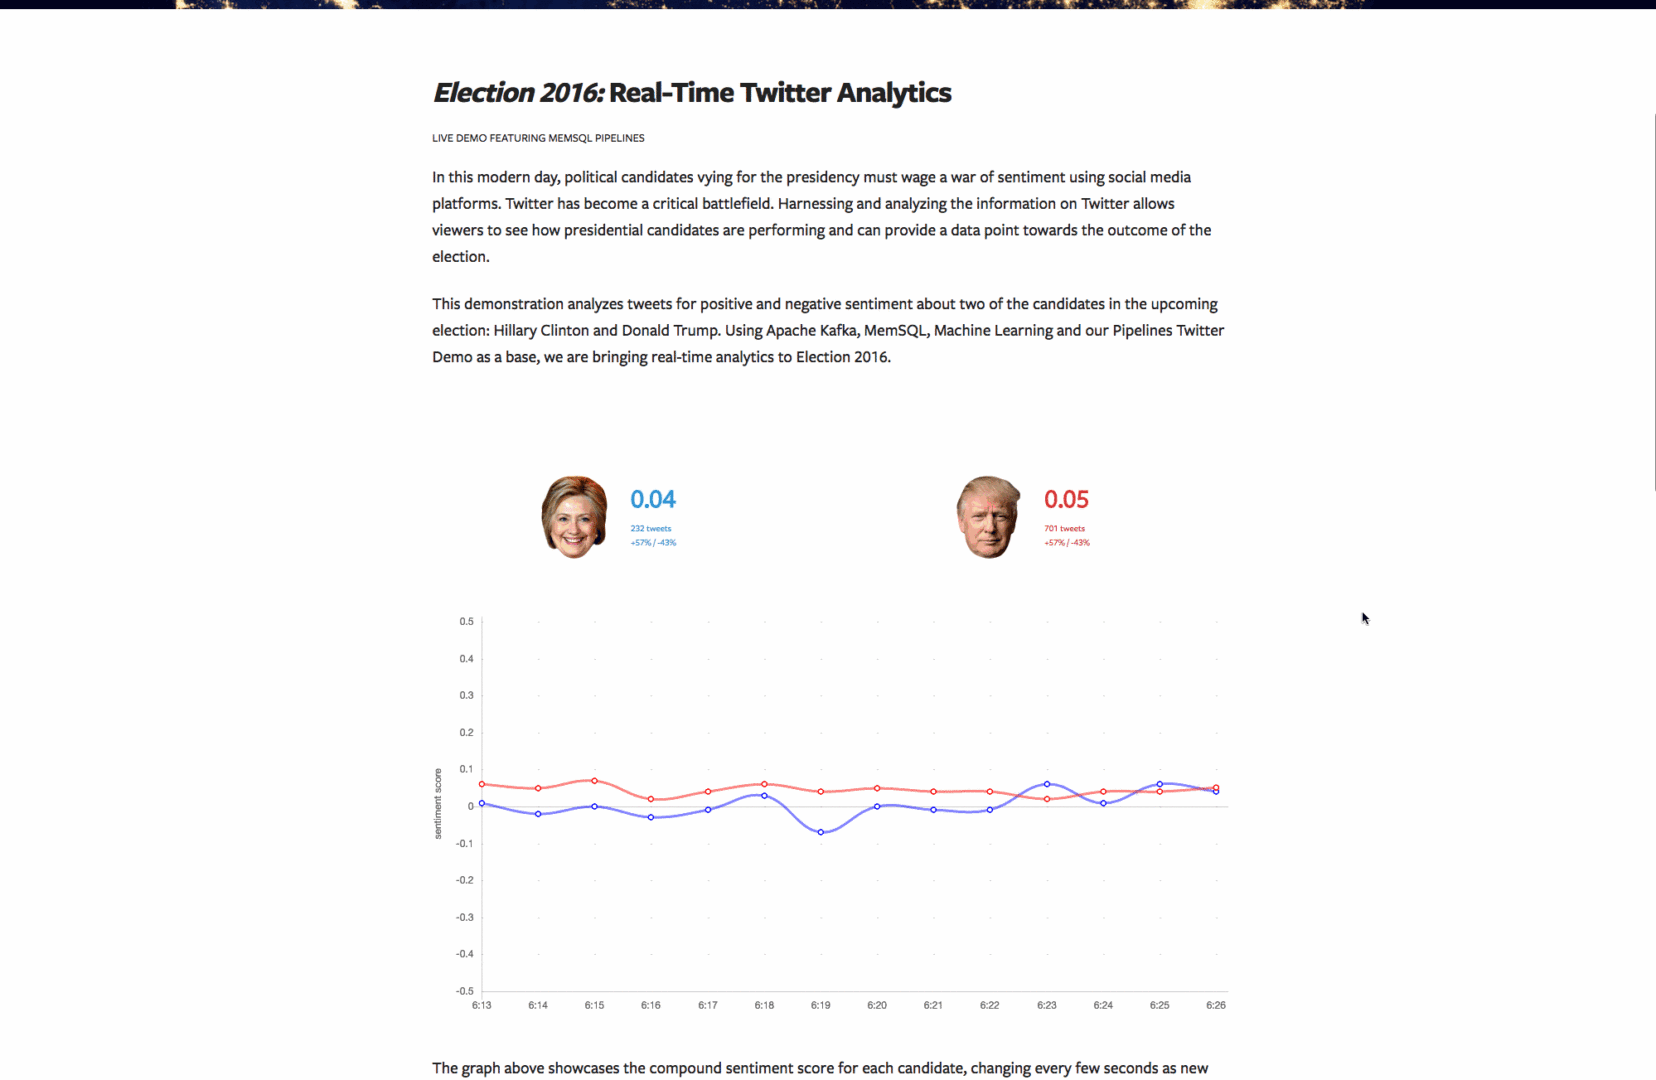 Election 2016: Real-Time Twitter Analytics
LIVE DEMO FEATURING MEMSQL PIPELINES
In this modern day, political candidates vying for the presidency must wage a war of sentiment using social media
platforms. Twitter has become a critical battlefield. Harnessing and analyzing the information on Twitter allows
viewers to see how presidential candidates are performing and can provide a data point towards the outcome of the
election.
This demonstration analyzes tweets for positive and negative sentiment about two of the candidates in the upcoming
election: Hillary Clinton and Donald Trump. Using Apache Kafka, MemSQL, Machine Learning and our Pipelines Twitter
Demo as a base, we are bringing real-time analytics to Election 2016.
0.04
232 tweets
+57% / -43%
0.05
701 tweets
+57% / -43%
sentiment score
0.5
0.4
0.3
0.2
0.1
0
-0.1
-0.2
-0.3
-0.4
-0.5
6:13 6:14 6:15 6:16 6:17 6:18 6:19 6:20 6:21 6:22 6:23 6:24 6:25 6:26
The graph above showcases the compound sentiment score for each candidate, changing every few seconds as new